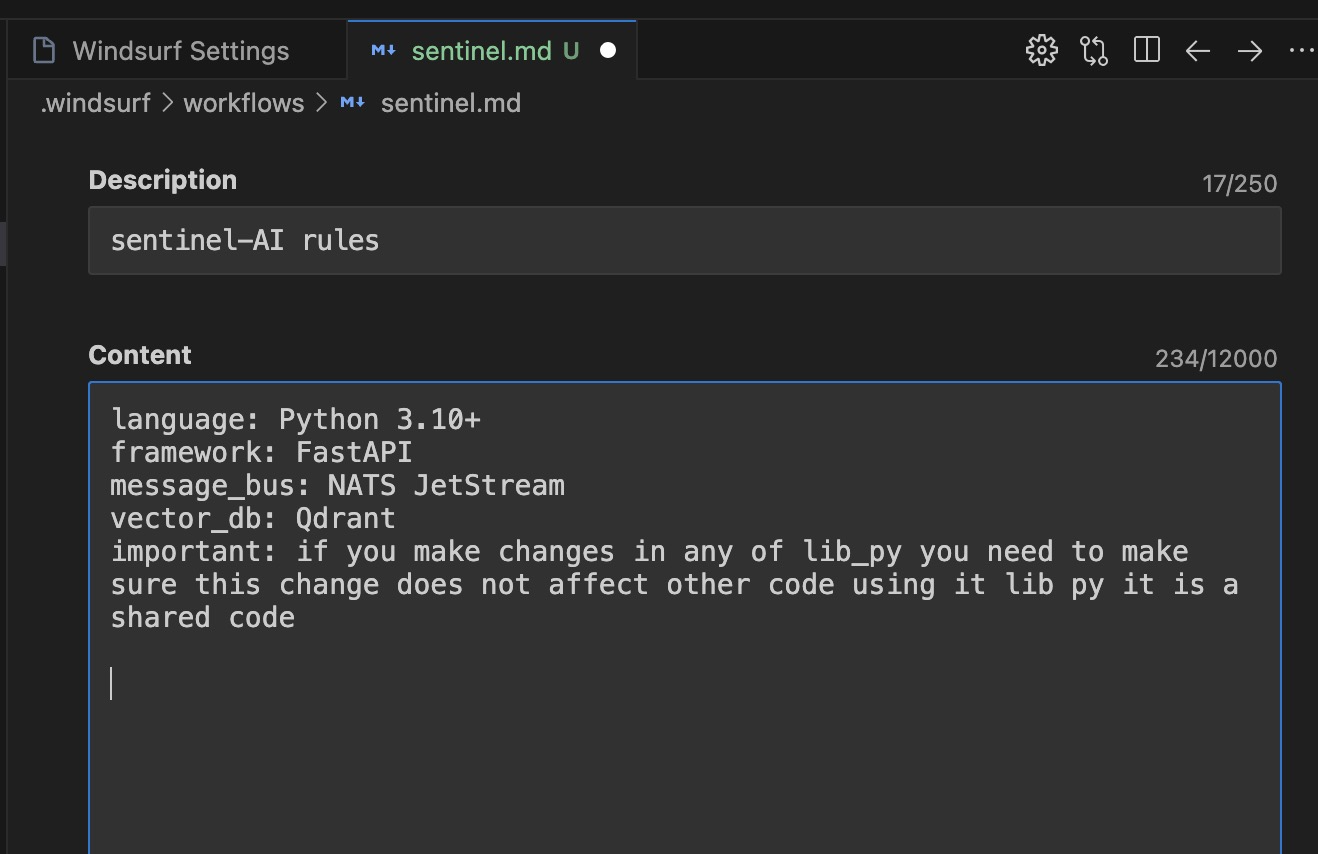 Windsurf Settings
M↓ sentinel.md U
.windsurf > workflows > M↓ sentinel.md
Description
17/250
sentinel-AI rules
Content
234/12000
language: Python 3.10+
framework: FastAPI
message_bus: NATS JetStream
vector_db: Qdrant
important: if you make changes in any of lib_py you need to make
sure this change does not affect other code using it lib py it is a
shared code